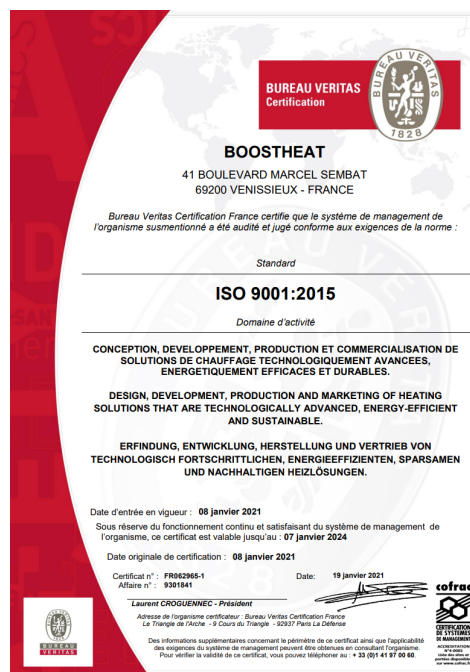 BUREAU VERITAS
Certification
BUREAU VERITAS
1828
BOOSTHEAT
41 BOULEVARD MARCEL SEMBAT
69200 VENISSIEUX - FRANCE
Bureau Veritas Certification France certifie que le système de management de
l'organisme susmentionné a été audité et jugé conforme aux exigences de la norme :
Standard
ISO 9001:2015
Domaine d'activité
CONCEPTION, DEVELOPPEMENT, PRODUCTION ET COMMERCIALISATION DE
SOLUTIONS DE CHAUFFAGE TECHNOLOGIQUEMENT AVANCEES,
ENERGETIQUEMENT EFFICACES ET DURABLES.
DESIGN, DEVELOPMENT, PRODUCTION AND MARKETING OF HEATING
SOLUTIONS THAT ARE TECHNOLOGICALLY ADVANCED, ENERGY-EFFICIENT
AND SUSTAINABLE.
ERFINDUNG, ENTWICKLUNG, HERSTELLUNG UND VERTRIEB VON
TECHNOLOGISCH FORTSCHRITTLICHEN, ENERGIEEFFIZIENTEN, SPARSAMEN
UND NACHHALTIGEN HEIZLÖSUNGEN.
Date d'entrée en vigueur : 08 janvier 2021
Sous réserve du fonctionnement continu et satisfaisant du système de management de
l'organisme, ce certificat est valable jusqu'au : 07 janvier 2024
Date originale de certification : 08 janvier 2021
Certificat n° : FR062965-1 Date: 19 janvier 2021
Affaire n° : 9301841
Laurent CROGUENNEC - Président
Adresse de l'organisme certificateur : Bureau Veritas Certification France
Le Triangle de l'Arche - 9 Cours du Triangle - 92937 Paris La Défense
Des informations supplémentaires concernant le périmètre de ce certificat ainsi que l'applicabilité
des exigences du système de management peuvent être obtenues en consultant l'organisme.
Pour vérifier la validité de ce certificat, vous pouvez téléphoner au : + 33 (0)1 41 97 00 60.
BUREAU
VERITAS
cofrac
CERTIFICATION
DE SYSTEMES
DE MANAGEMENT